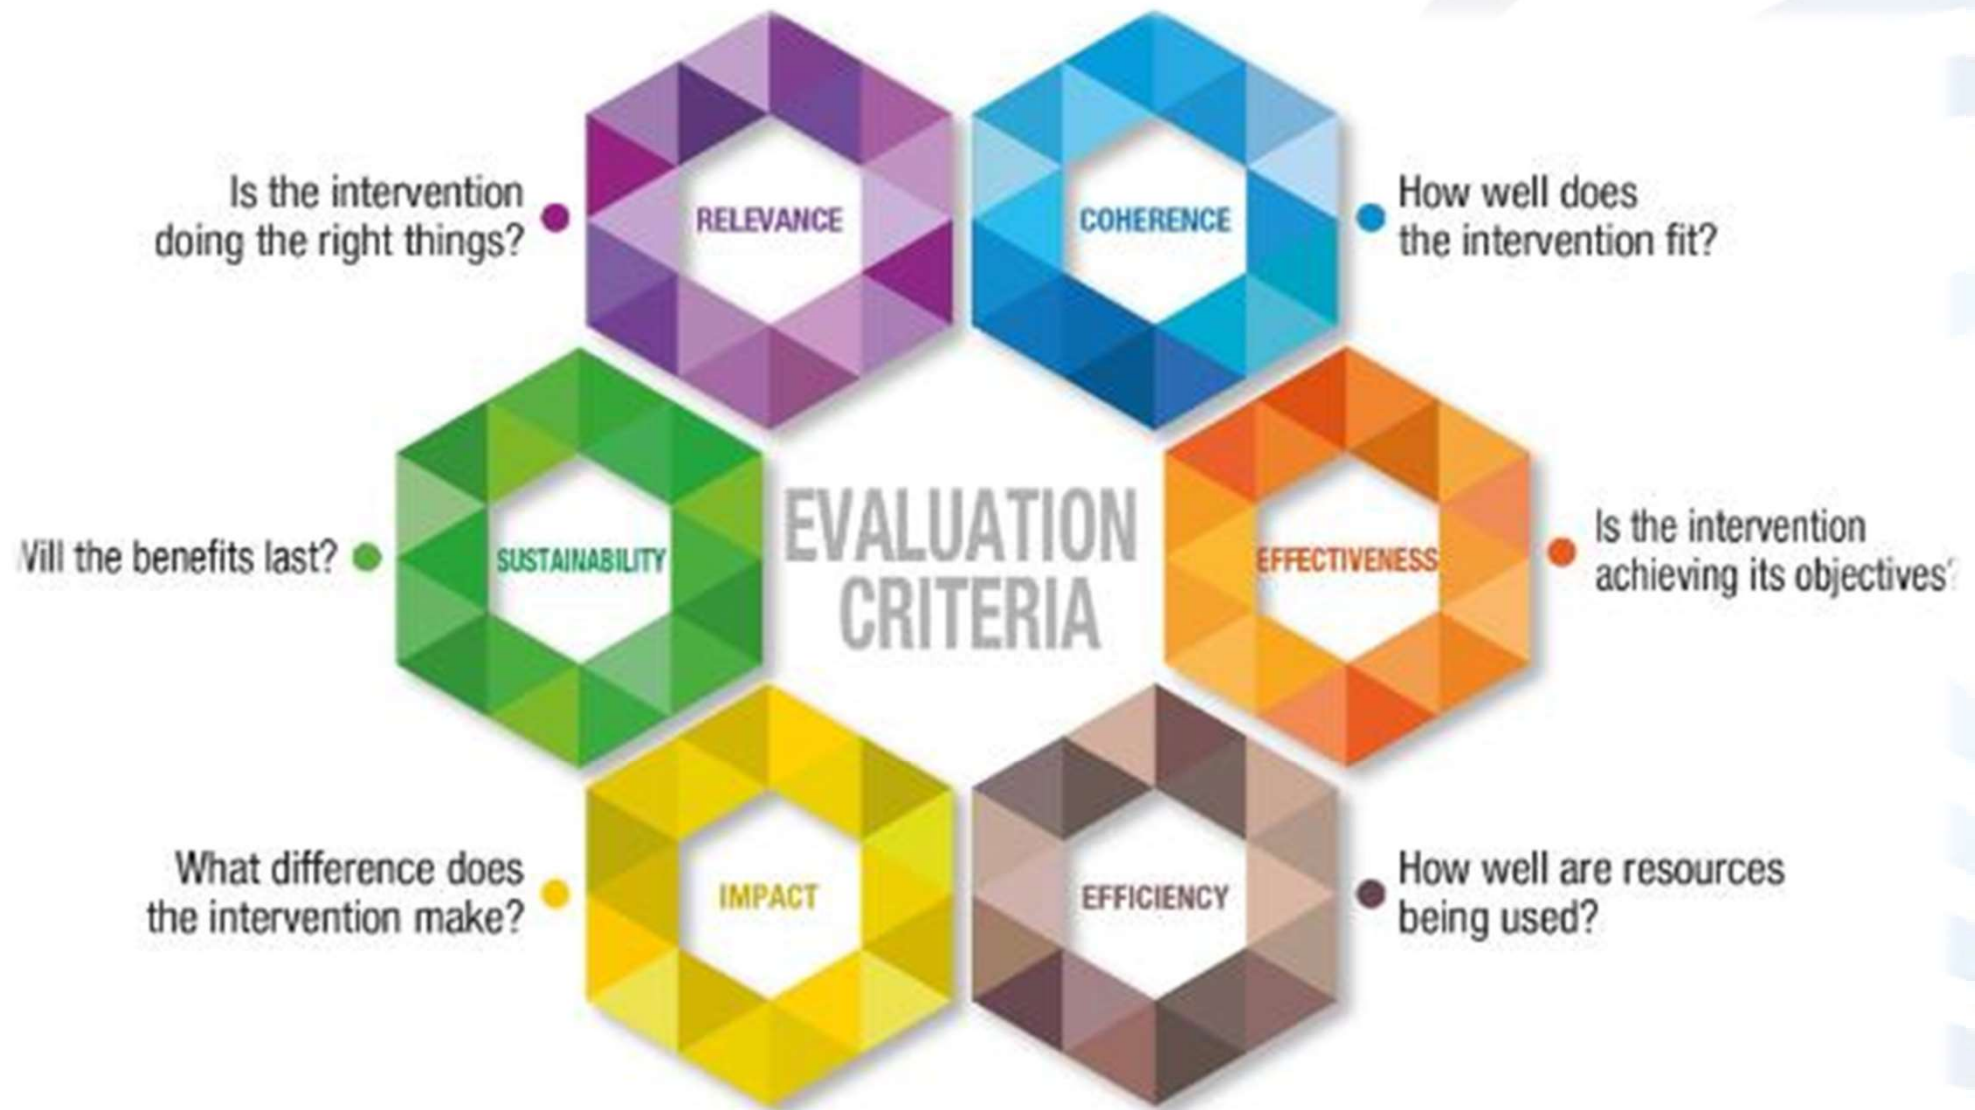 Is the intervention
doing the right things?
RELEVANCE
COHERENCE
How well does
the intervention fit?
Will the benefits last?
SUSTAINABILITY
EVALUATION
CRITERIA
EFFECTIVENESS
Is the intervention
achieving its objectives?
What difference does
the intervention make?
IMPACT
EFFICIENCY
How well are resources
being used?